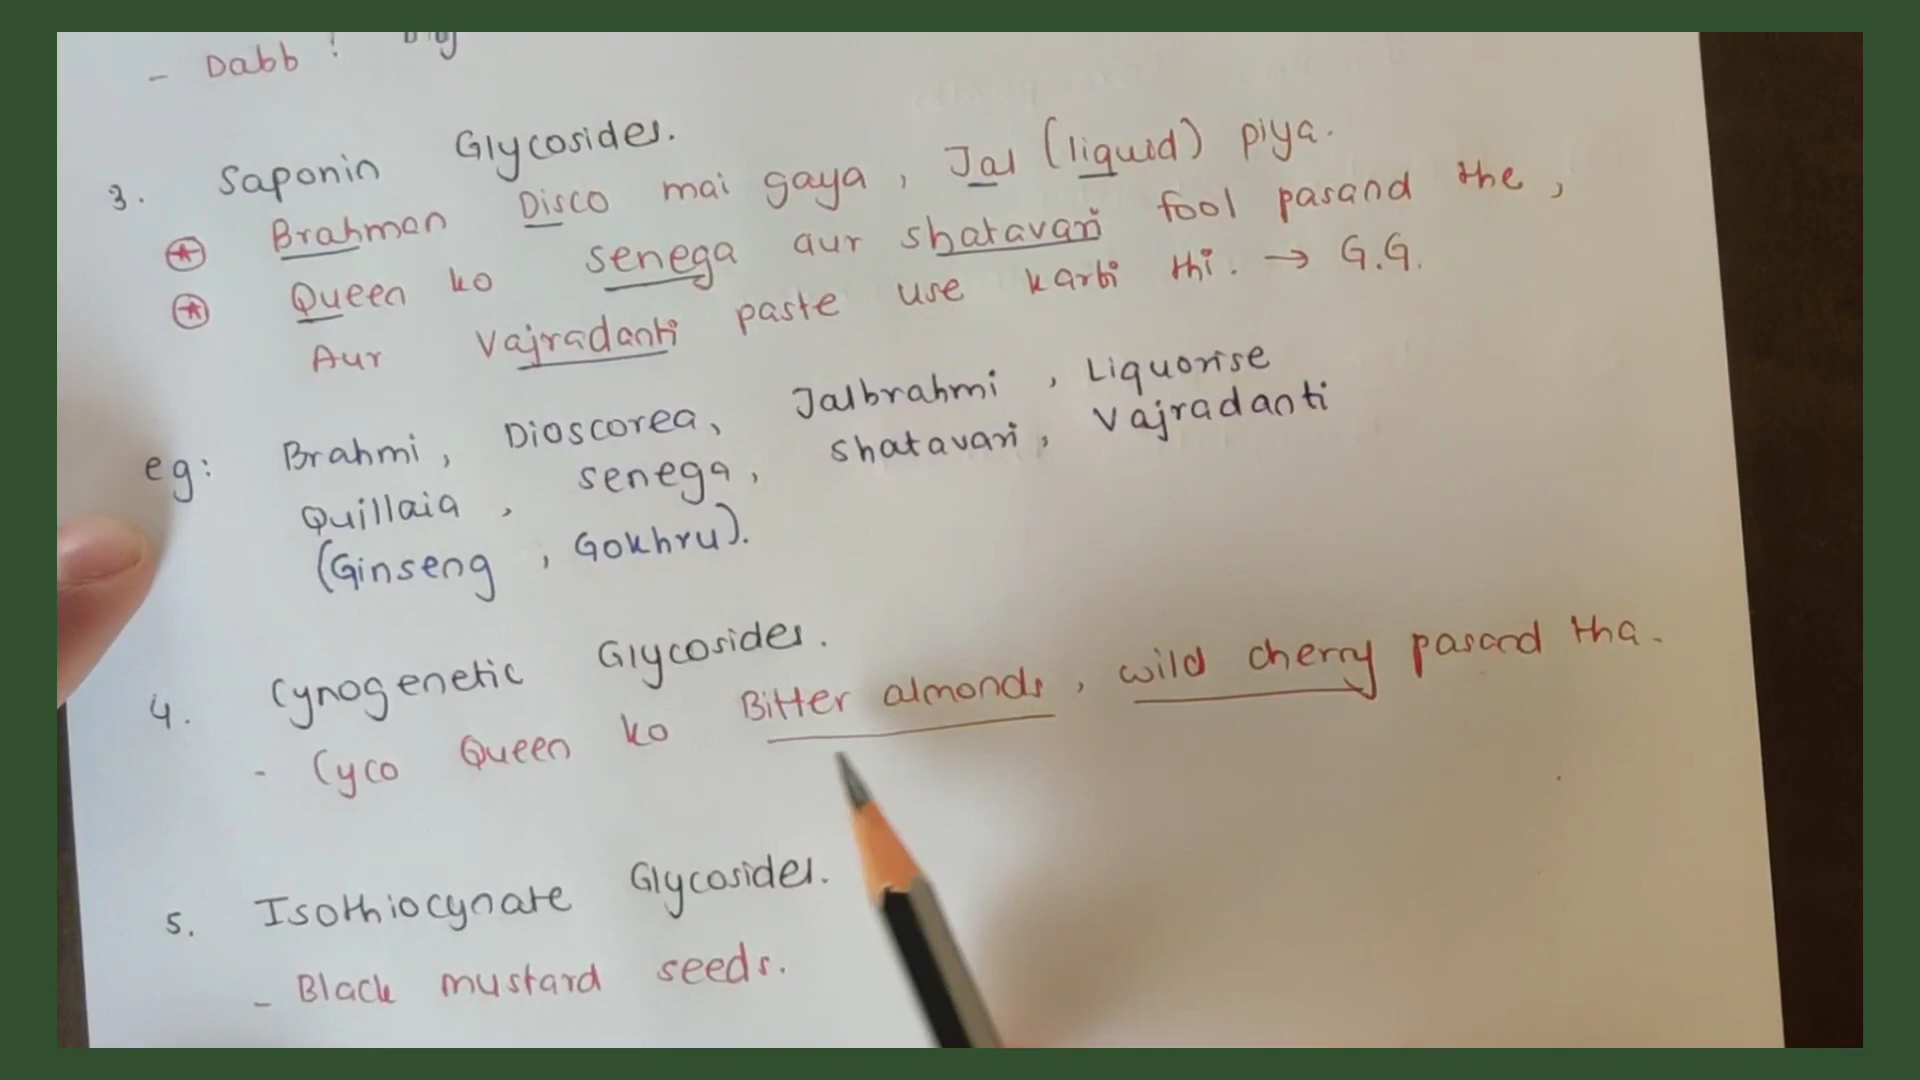 - Dabb !
3. Saponin Glycosides.
Brahman Disco mai gaya, Jal (liquid) piya.
Queen ko senega aur shatavari fool pasand the,
Aur Vajradanti paste use karti thi. → G.G.
eg: Brahmi, Dioscorea, Jalbrahmi, Liquorise
Quillaia, senega, shatavari, Vajradanti
(Ginseng, Gokhru).
4. Cynogenetic Glycosides.
- Cyco Queen ko Bitter almonds, wild cherry pasand tha.
5. Isothiocynate Glycosides.
- Black mustard seeds.